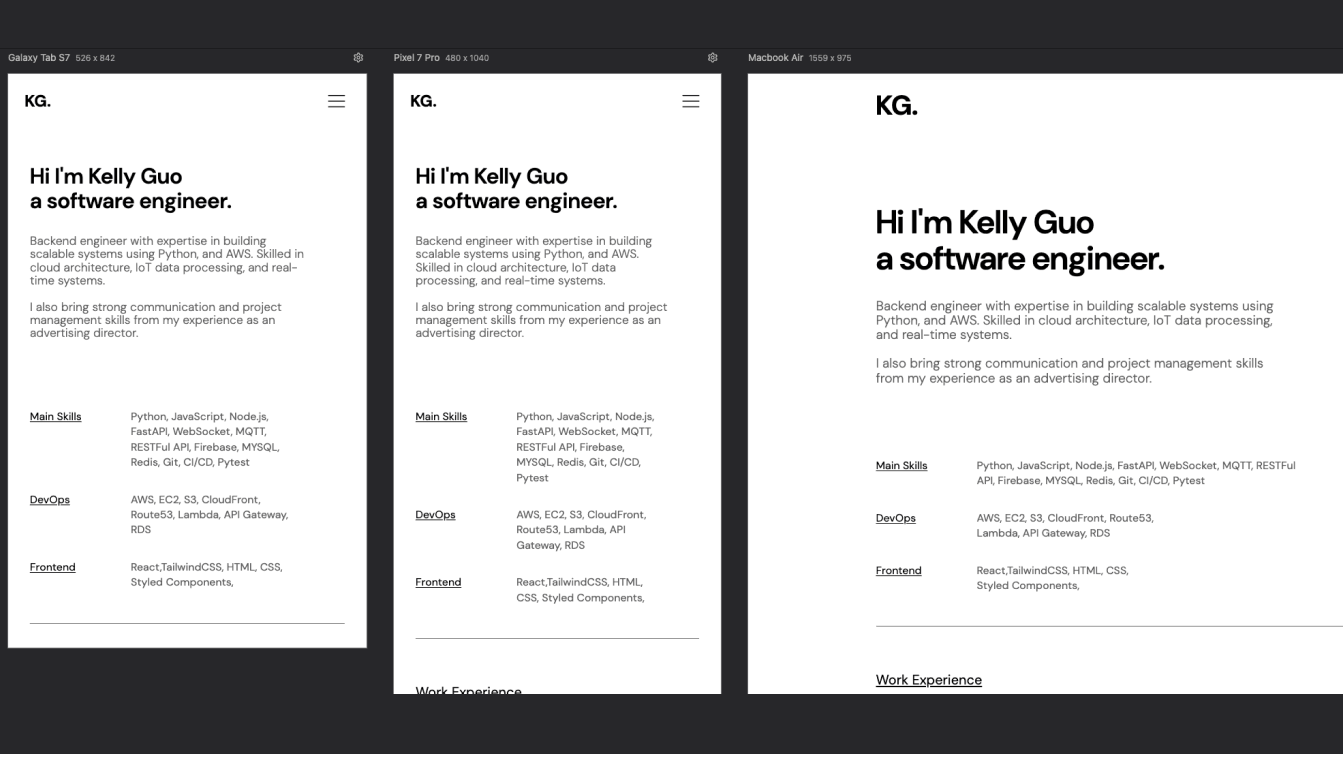 Galaxy Tab S7 526 x 842
KG.
Hi I'm Kelly Guo
a software engineer.
Backend engineer with expertise in building
scalable systems using Python, and AWS. Skilled in
cloud architecture, IoT data processing, and real-
time systems.
I also bring strong communication and project
management skills from my experience as an
advertising director.
Main Skills Python, JavaScript, Node.js,
FastAPI, WebSocket, MQTT,
RESTFul API, Firebase, MYSQL,
Redis, Git, CI/CD, Pytest
DevOps AWS, EC2, S3, CloudFront,
Route53, Lambda, API Gateway,
RDS
Frontend React,TailwindCSS, HTML, CSS,
Styled Components,
Pixel 7 Pro 480 x 1040
KG.
Hi I'm Kelly Guo
a software engineer.
Backend engineer with expertise in building
scalable systems using Python, and AWS.
Skilled in cloud architecture, IoT data
processing, and real-time systems.
I also bring strong communication and project
management skills from my experience as an
advertising director.
Main Skills Python, JavaScript, Node.js,
FastAPI, WebSocket, MQTT,
RESTFul API, Firebase,
MYSQL, Redis, Git, CI/CD,
Pytest
DevOps AWS, EC2, S3, CloudFront,
Route53, Lambda, API
Gateway, RDS
Frontend React,TailwindCSS, HTML,
CSS, Styled Components,
Work Experience
Macbook Air 1559 x 975
KG.
Hi I'm Kelly Guo
a software engineer.
Backend engineer with expertise in building scalable systems using
Python, and AWS. Skilled in cloud architecture, IoT data processing,
and real-time systems.
I also bring strong communication and project management skills
from my experience as an advertising director.
Main Skills Python, JavaScript, Node.js, FastAPI, WebSocket, MQTT, RESTFul
API, Firebase, MYSQL, Redis, Git, CI/CD, Pytest
DevOps AWS, EC2, S3, CloudFront, Route53,
Lambda, API Gateway, RDS
Frontend React,TailwindCSS, HTML, CSS,
Styled Components,
Work Experience